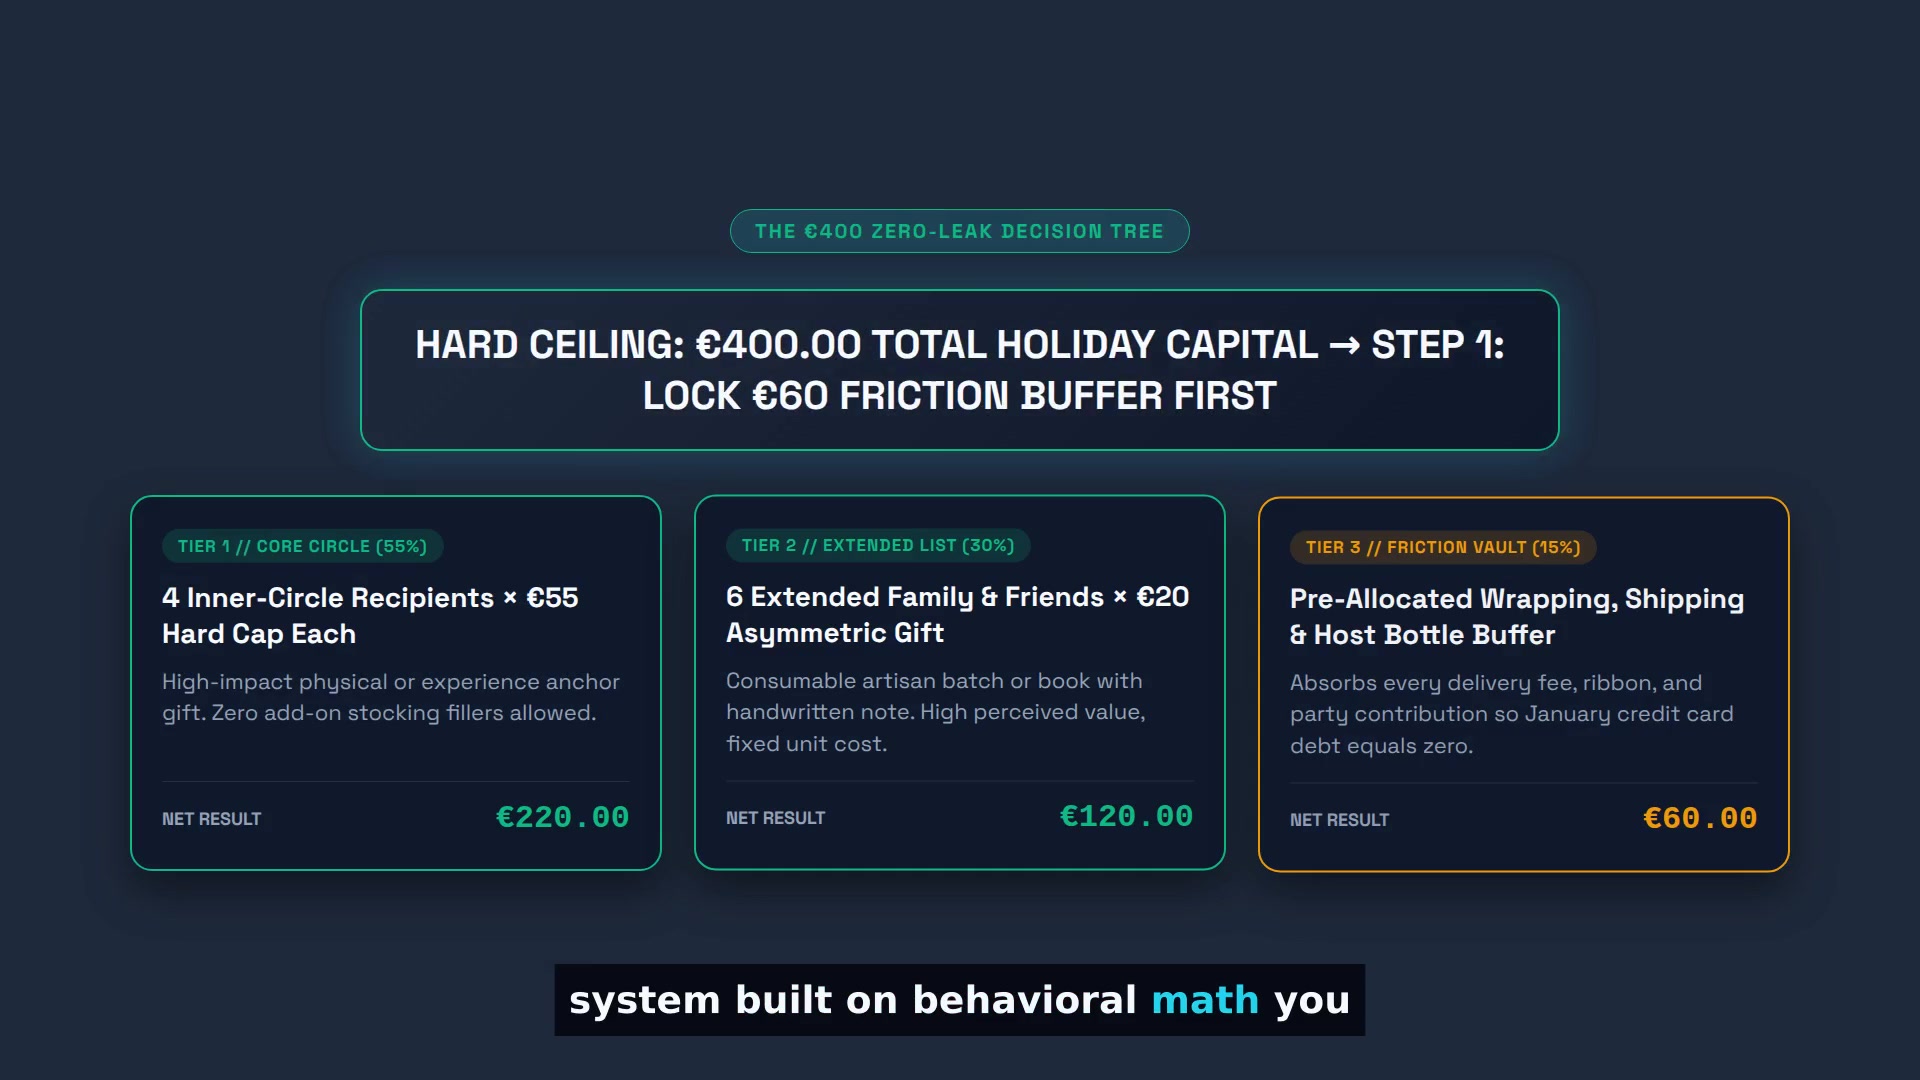 THE €400 ZERO-LEAK DECISION TREE
HARD CEILING: €400.00 TOTAL HOLIDAY CAPITAL → STEP 1:
LOCK €60 FRICTION BUFFER FIRST
TIER 1 // CORE CIRCLE (55%)
4 Inner-Circle Recipients × €55
Hard Cap Each
High-impact physical or experience anchor
gift. Zero add-on stocking fillers allowed.
NET RESULT
€220.00
TIER 2 // EXTENDED LIST (30%)
6 Extended Family & Friends × €20
Asymmetric Gift
Consumable artisan batch or book with
handwritten note. High perceived value,
fixed unit cost.
NET RESULT
€120.00
TIER 3 // FRICTION VAULT (15%)
Pre-Allocated Wrapping, Shipping
& Host Bottle Buffer
Absorbs every delivery fee, ribbon, and
party contribution so January credit card
debt equals zero.
NET RESULT
€60.00
system built on behavioral math you